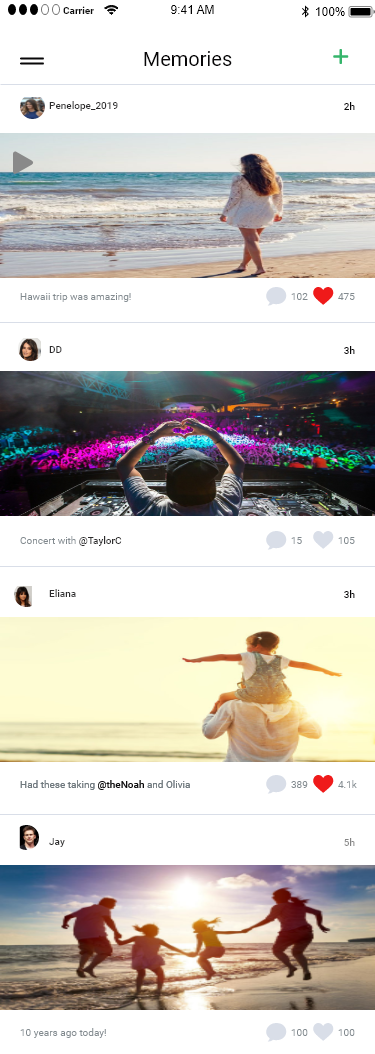 Carrier 9:41 AM 100%
Memories
Penelope_2019 2h
Hawaii trip was amazing! 102 475
DD 3h
Concert with @TaylorC 15 105
Eliana 3h
Had these taking @theNoah and Olivia 389 4.1k
Jay 5h
10 years ago today! 100 100